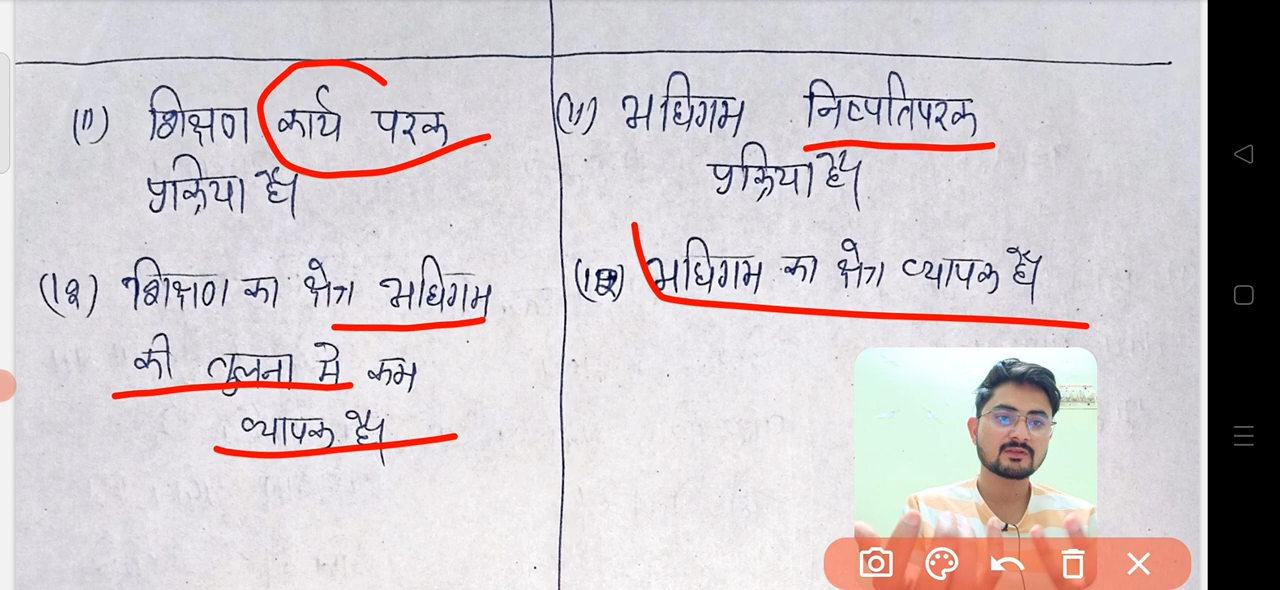 (11) शिक्षण कार्य परक
प्रक्रिया है।
(12) शिक्षण का क्षेत्र अधिगम
की तुलना मे कम
व्यापक है।
(11) अधिगम निष्पतिपरक
प्रक्रिया है।
(12) अधिगम का क्षेत्र व्यापक है।